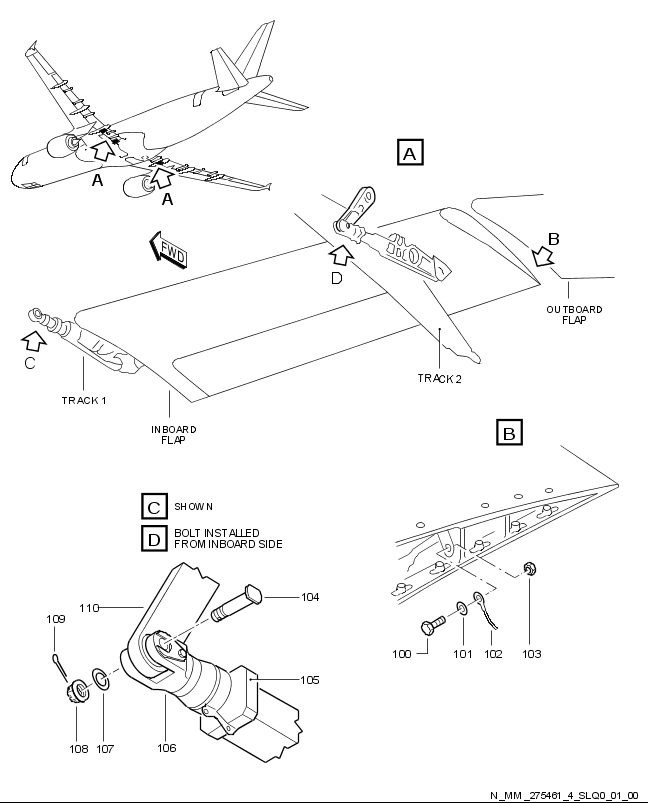 A
A
A
FWD
B
D
OUTBOARD
FLAP
C
TRACK 1
TRACK 2
INBOARD
FLAP
B
C SHOWN
D BOLT INSTALLED
FROM INBOARD SIDE
110
104
109
103
100
101
102
105
108
107
106
N_MM_275461_4_SLQ0_01_00